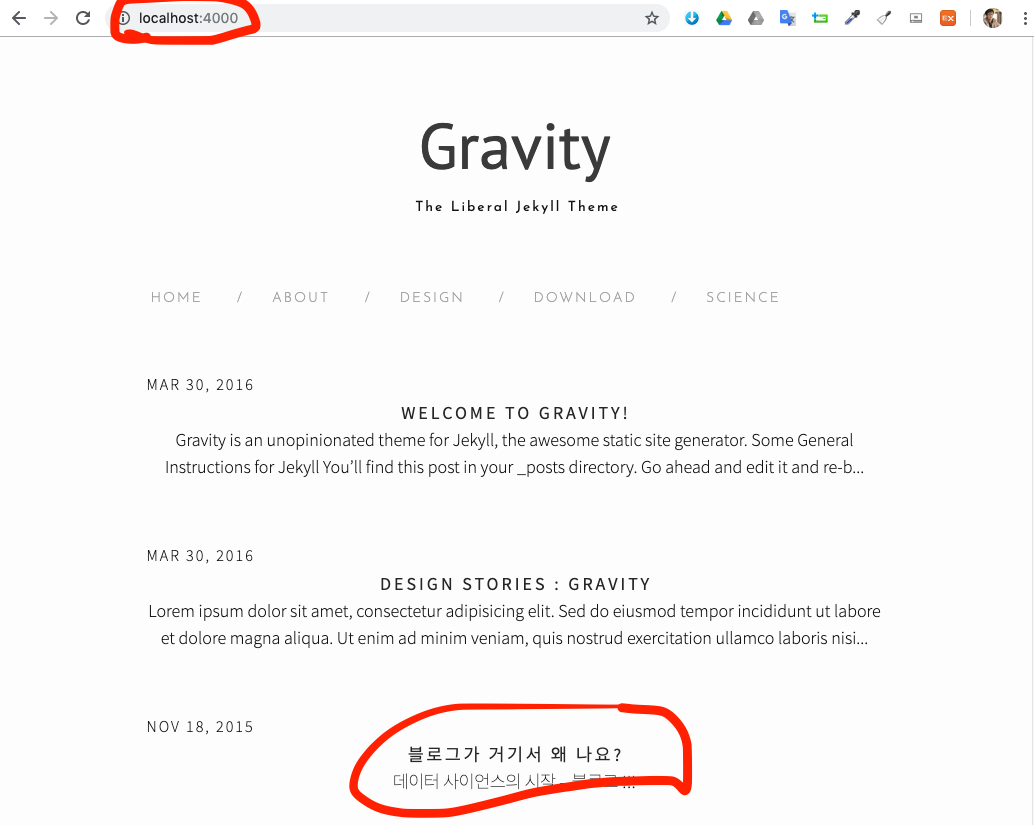 localhost:4000
EX
Gravity
The Liberal Jekyll Theme
HOME / ABOUT / DESIGN / DOWNLOAD / SCIENCE
MAR 30, 2016
WELCOME TO GRAVITY!
Gravity is an unopinionated theme for Jekyll, the awesome static site generator. Some General
Instructions for Jekyll You’ll find this post in your _posts directory. Go ahead and edit it and re-b...
MAR 30, 2016
DESIGN STORIES : GRAVITY
Lorem ipsum dolor sit amet, consectetur adipisicing elit. Sed do eiusmod tempor incididunt ut labore
et dolore magna aliqua. Ut enim ad minim veniam, quis nostrud exercitation ullamco laboris nisi...
NOV 18, 2015
블로그가 거기서 왜 나요?
데이터 사이언스의 시작 블로그